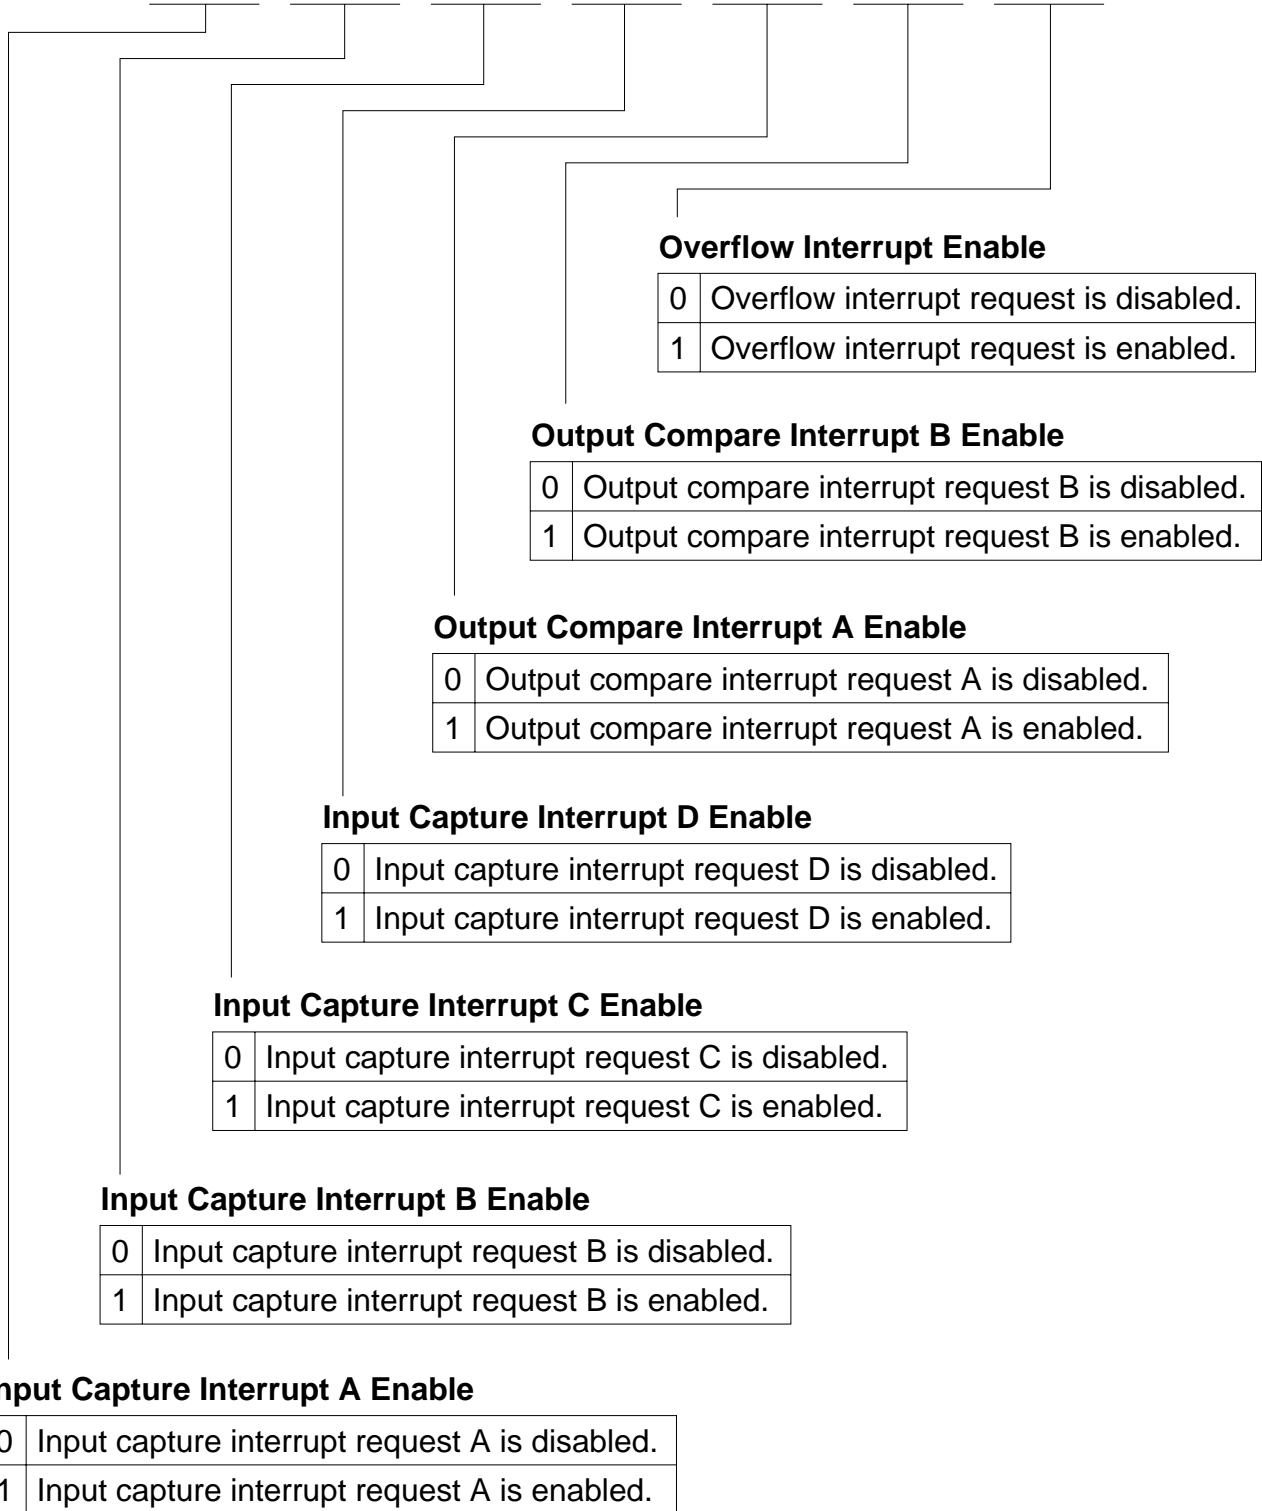 Overflow Interrupt Enable
0 Overflow interrupt request is disabled.
1 Overflow interrupt request is enabled.
Output Compare Interrupt B Enable
0 Output compare interrupt request B is disabled.
1 Output compare interrupt request B is enabled.
Output Compare Interrupt A Enable
0 Output compare interrupt request A is disabled.
1 Output compare interrupt request A is enabled.
Input Capture Interrupt D Enable
0 Input capture interrupt request D is disabled.
1 Input capture interrupt request D is enabled.
Input Capture Interrupt C Enable
0 Input capture interrupt request C is disabled.
1 Input capture interrupt request C is enabled.
Input Capture Interrupt B Enable
0 Input capture interrupt request B is disabled.
1 Input capture interrupt request B is enabled.
nput Capture Interrupt A Enable
0 Input capture interrupt request A is disabled.
1 Input capture interrupt request A is enabled.